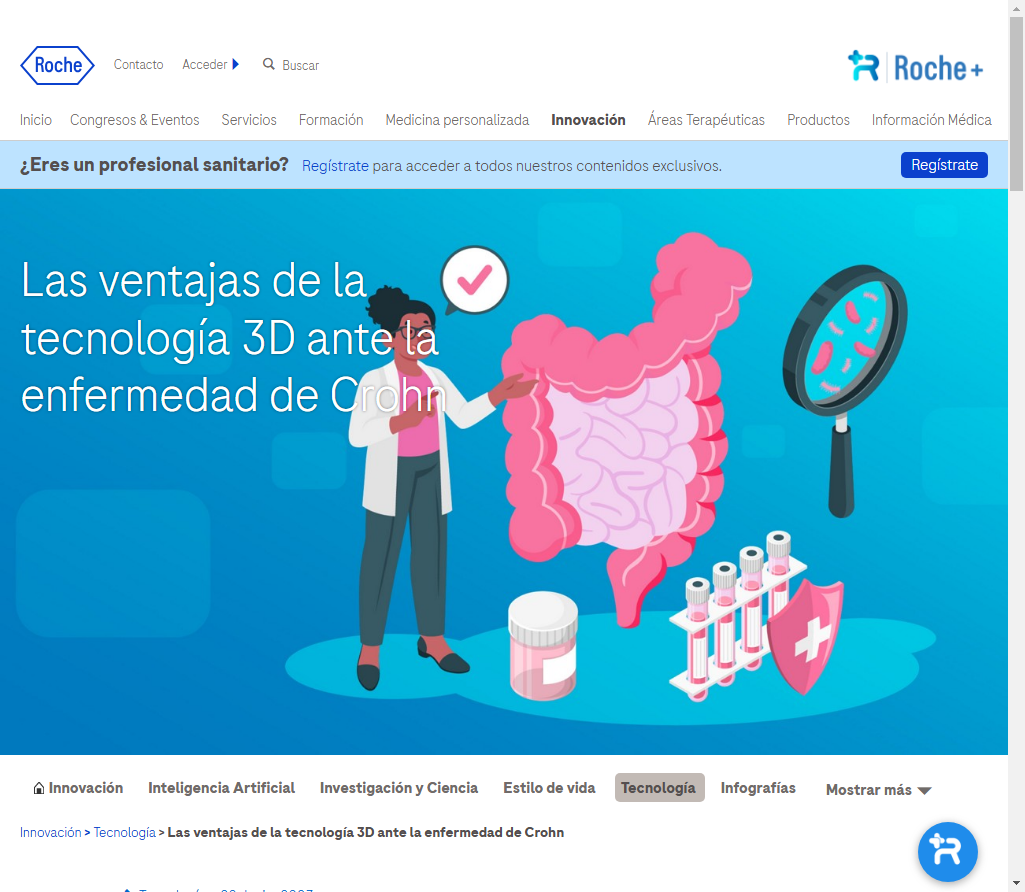 Roche
Contacto
Acceder
Buscar
Roche+
Inicio
Congresos & Eventos
Servicios
Formación
Medicina personalizada
Innovación
Áreas Terapéuticas
Productos
Información Médica
¿Eres un profesional sanitario? Regístrate para acceder a todos nuestros contenidos exclusivos.
Regístrate
Las ventajas de la
tecnología 3D ante la
enfermedad de Crohn
Innovación
Inteligencia Artificial
Investigación y Ciencia
Estilo de vida
Tecnología
Infografías
Mostrar más
Innovación > Tecnología > Las ventajas de la tecnología 3D ante la enfermedad de Crohn